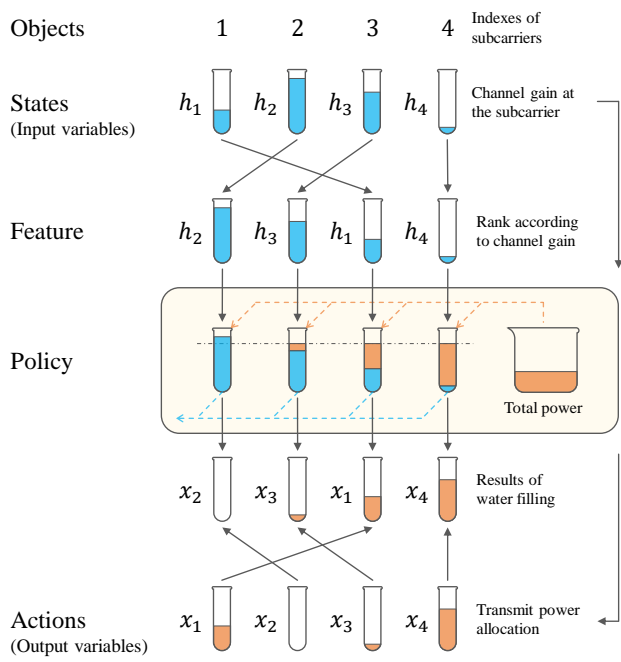 Objects 1 2 3 4 Indexes of
subcarriers
States
(Input variables)
h₁ h₂ h₃ h₄
Channel gain at
the subcarrier
Feature
h₂ h₃ h₁ h₄
Rank according
to channel gain
Policy
Total power
x₂ x₃ x₁ x₄
Results of
water filling
Actions
(Output variables)
x₁ x₂ x₃ x₄
Transmit power
allocation